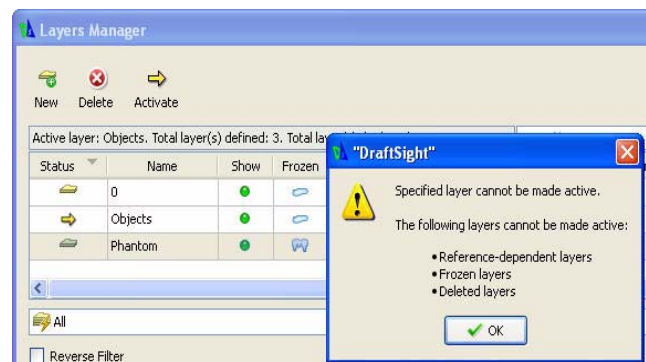 Layers Manager
New Delete Activate
Active layer: Objects. Total layer(s) defined: 3. Total
Status Name Show Frozen
0
Objects
Phantom
All
Reverse Filter
"DraftSight"
Specified layer cannot be made active.
The following layers cannot be made active:
• Reference-dependent layers
• Frozen layers
• Deleted layers
OK